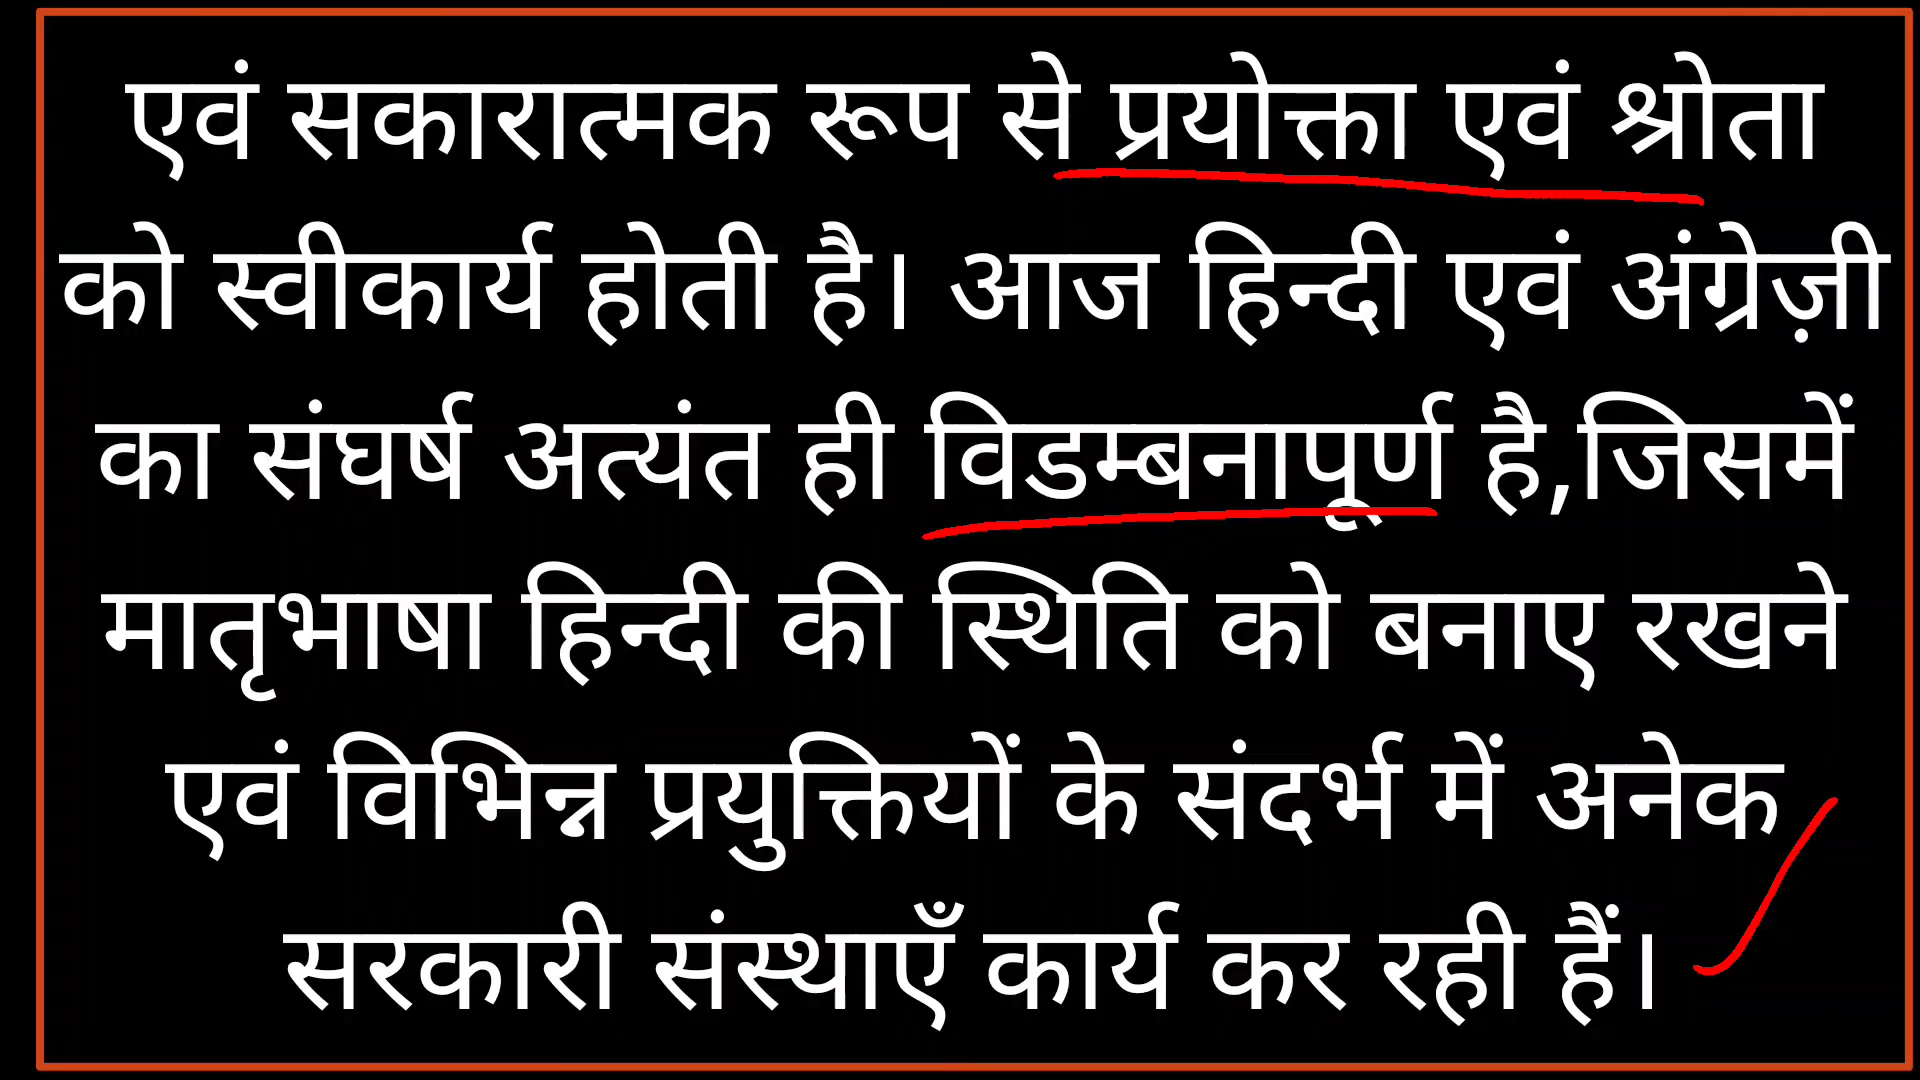 एवं सकारात्मक रूप से प्रयोक्ता एवं श्रोता
को स्वीकार्य होती है। आज हिन्दी एवं अंग्रेज़ी
का संघर्ष अत्यंत ही विडम्बनापूर्ण है,जिसमें
मातृभाषा हिन्दी की स्थिति को बनाए रखने
एवं विभिन्न प्रयुक्तियों के संदर्भ में अनेक
सरकारी संस्थाएँ कार्य कर रही हैं।